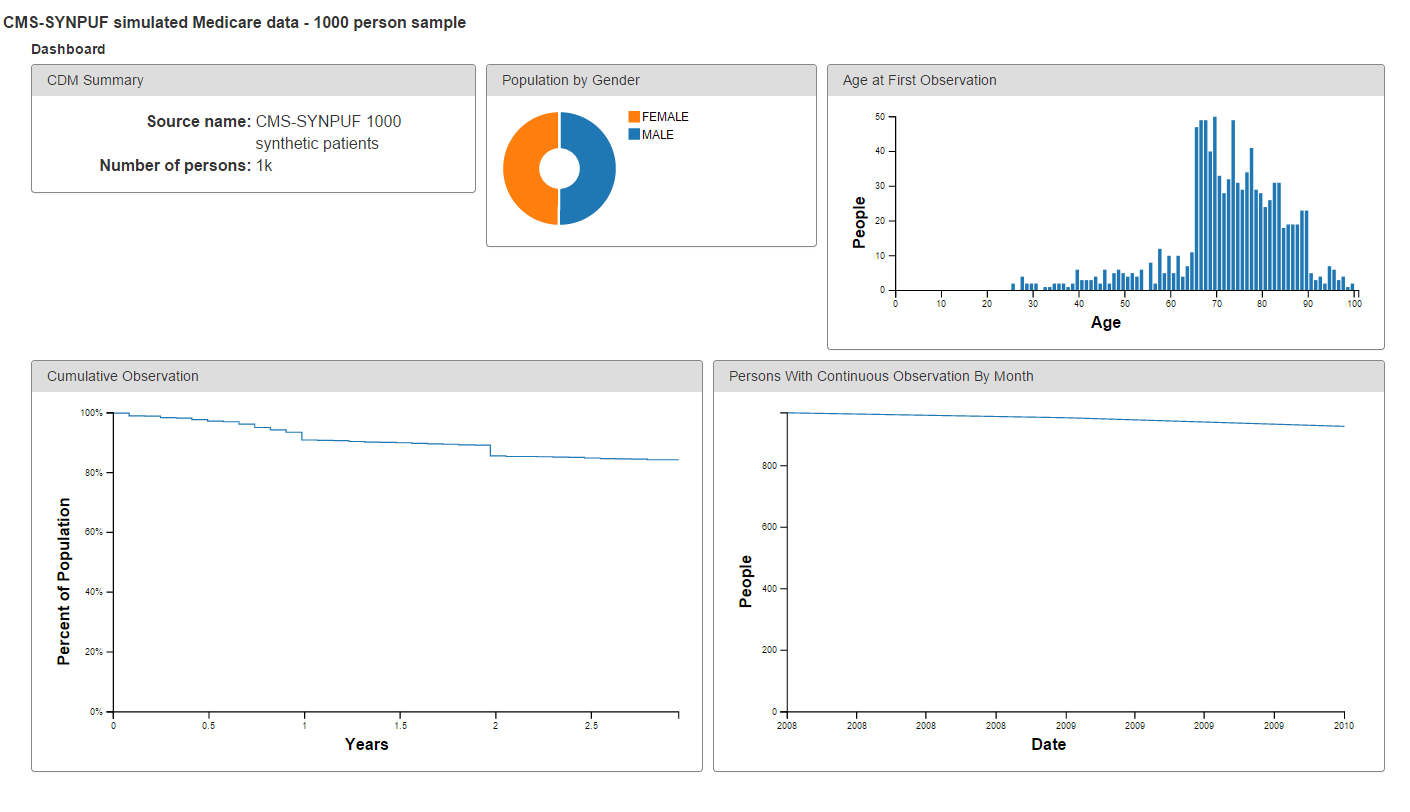 CMS-SYNPUF simulated Medicare data - 1000 person sample
Dashboard
CDM Summary
Source name: CMS-SYNPUF 1000
synthetic patients
Number of persons: 1k
Population by Gender
FEMALE
MALE
Age at First Observation
50
40
30
20
10
0
People
0 10 20 30 40 50 60 70 80 90 100
Age
Cumulative Observation
100%
80%
60%
40%
20%
0%
Percent of Population
0 0.5 1 1.5 2 2.5
Years
Persons With Continuous Observation By Month
800
600
400
200
0
People
2008 2008 2008 2008 2009 2009 2009 2009 2010
Date